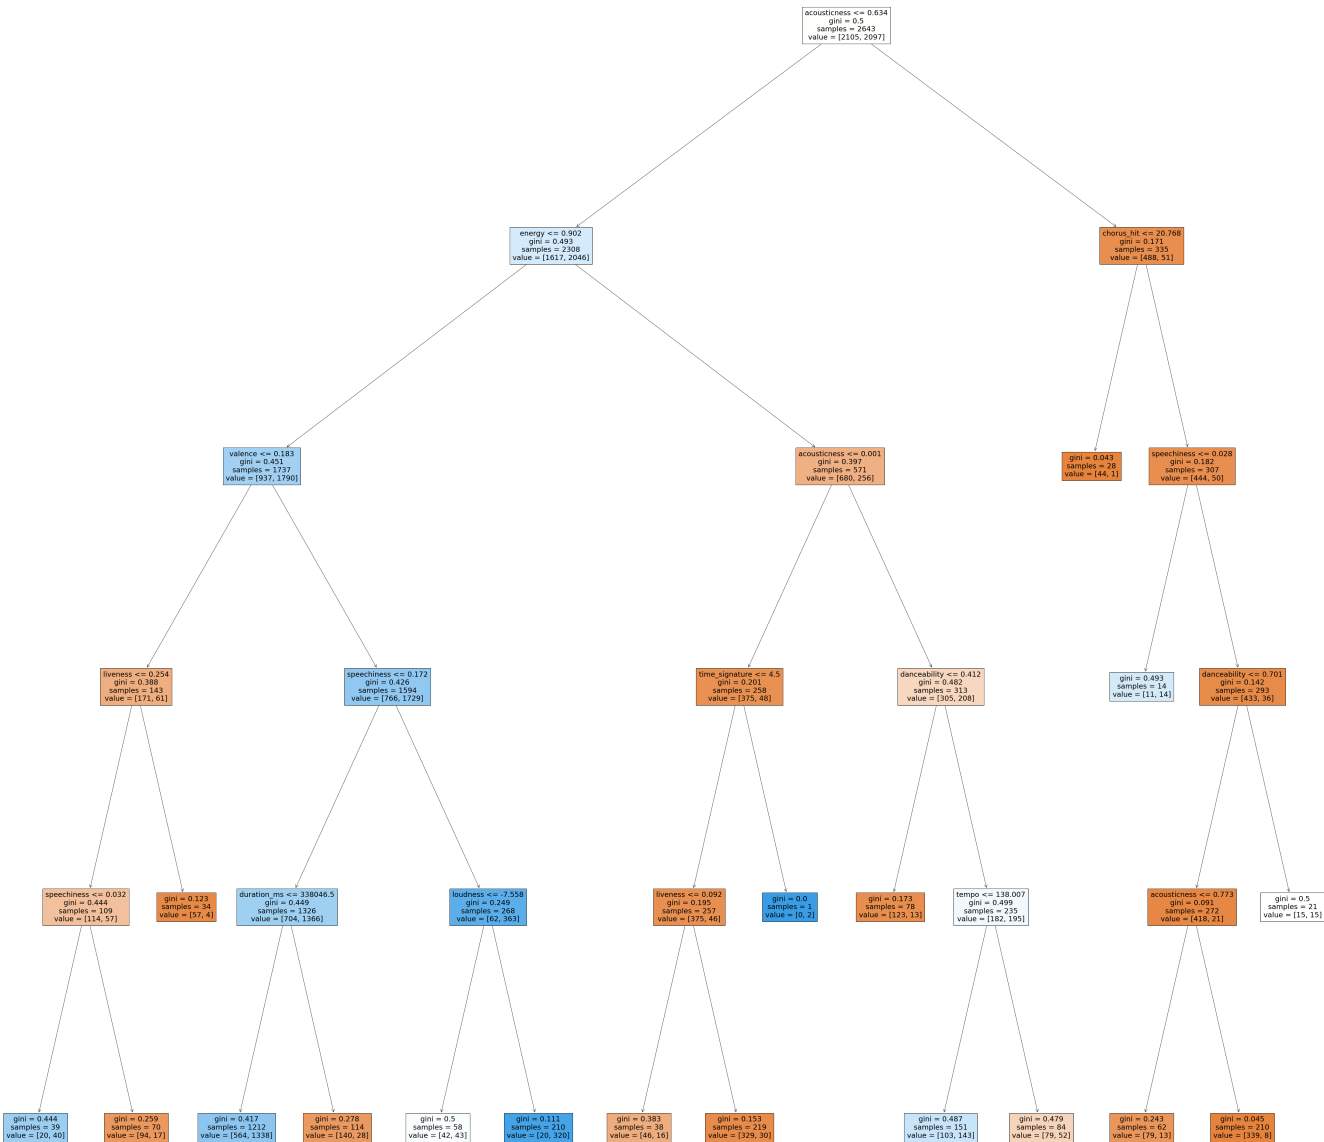 acousticness <= 0.634
gini = 0.5
samples = 2643
value = [2105, 2097]
energy <= 0.902
gini = 0.493
samples = 2308
value = [1617, 2046]
chorus_hit <= 20.768
gini = 0.171
samples = 335
value = [488, 51]
valence <= 0.183
gini = 0.451
samples = 1737
value = [937, 1790]
acousticness <= 0.001
gini = 0.397
samples = 571
value = [680, 256]
gini = 0.043
samples = 28
value = [44, 1]
speechiness <= 0.028
gini = 0.182
samples = 307
value = [444, 50]
liveness <= 0.254
gini = 0.388
samples = 143
value = [171, 61]
speechiness <= 0.172
gini = 0.426
samples = 1594
value = [766, 1729]
time_signature <= 4.5
gini = 0.201
samples = 258
value = [375, 48]
danceability <= 0.412
gini = 0.482
samples = 313
value = [305, 208]
gini = 0.493
samples = 14
value = [11, 14]
danceability <= 0.701
gini = 0.142
samples = 293
value = [433, 36]
speechiness <= 0.032
gini = 0.444
samples = 109
value = [114, 57]
gini = 0.123
samples = 34
value = [57, 4]
duration_ms <= 338046.5
gini = 0.449
samples = 1326
value = [704, 1366]
loudness <= -7.558
gini = 0.249
samples = 268
value = [62, 363]
liveness <= 0.092
gini = 0.195
samples = 257
value = [375, 46]
gini = 0.0
samples = 1
value = [0, 2]
gini = 0.173
samples = 78
value = [123, 13]
tempo <= 138.007
gini = 0.499
samples = 235
value = [182, 195]
acousticness <= 0.773
gini = 0.091
samples = 272
value = [418, 21]
gini = 0.5
samples = 21
value = [15, 15]
gini = 0.444
samples = 39
value = [20, 40]
gini = 0.259
samples = 70
value = [94, 17]
gini = 0.417
samples = 1212
value = [564, 1338]
gini = 0.278
samples = 114
value = [140, 28]
gini = 0.5
samples = 58
value = [42, 43]
gini = 0.111
samples = 210
value = [20, 320]
gini = 0.383
samples = 38
value = [46, 16]
gini = 0.153
samples = 219
value = [329, 30]
gini = 0.487
samples = 151
value = [103, 143]
gini = 0.479
samples = 84
value = [79, 52]
gini = 0.243
samples = 62
value = [79, 13]
gini = 0.045
samples = 210
value = [339, 8]